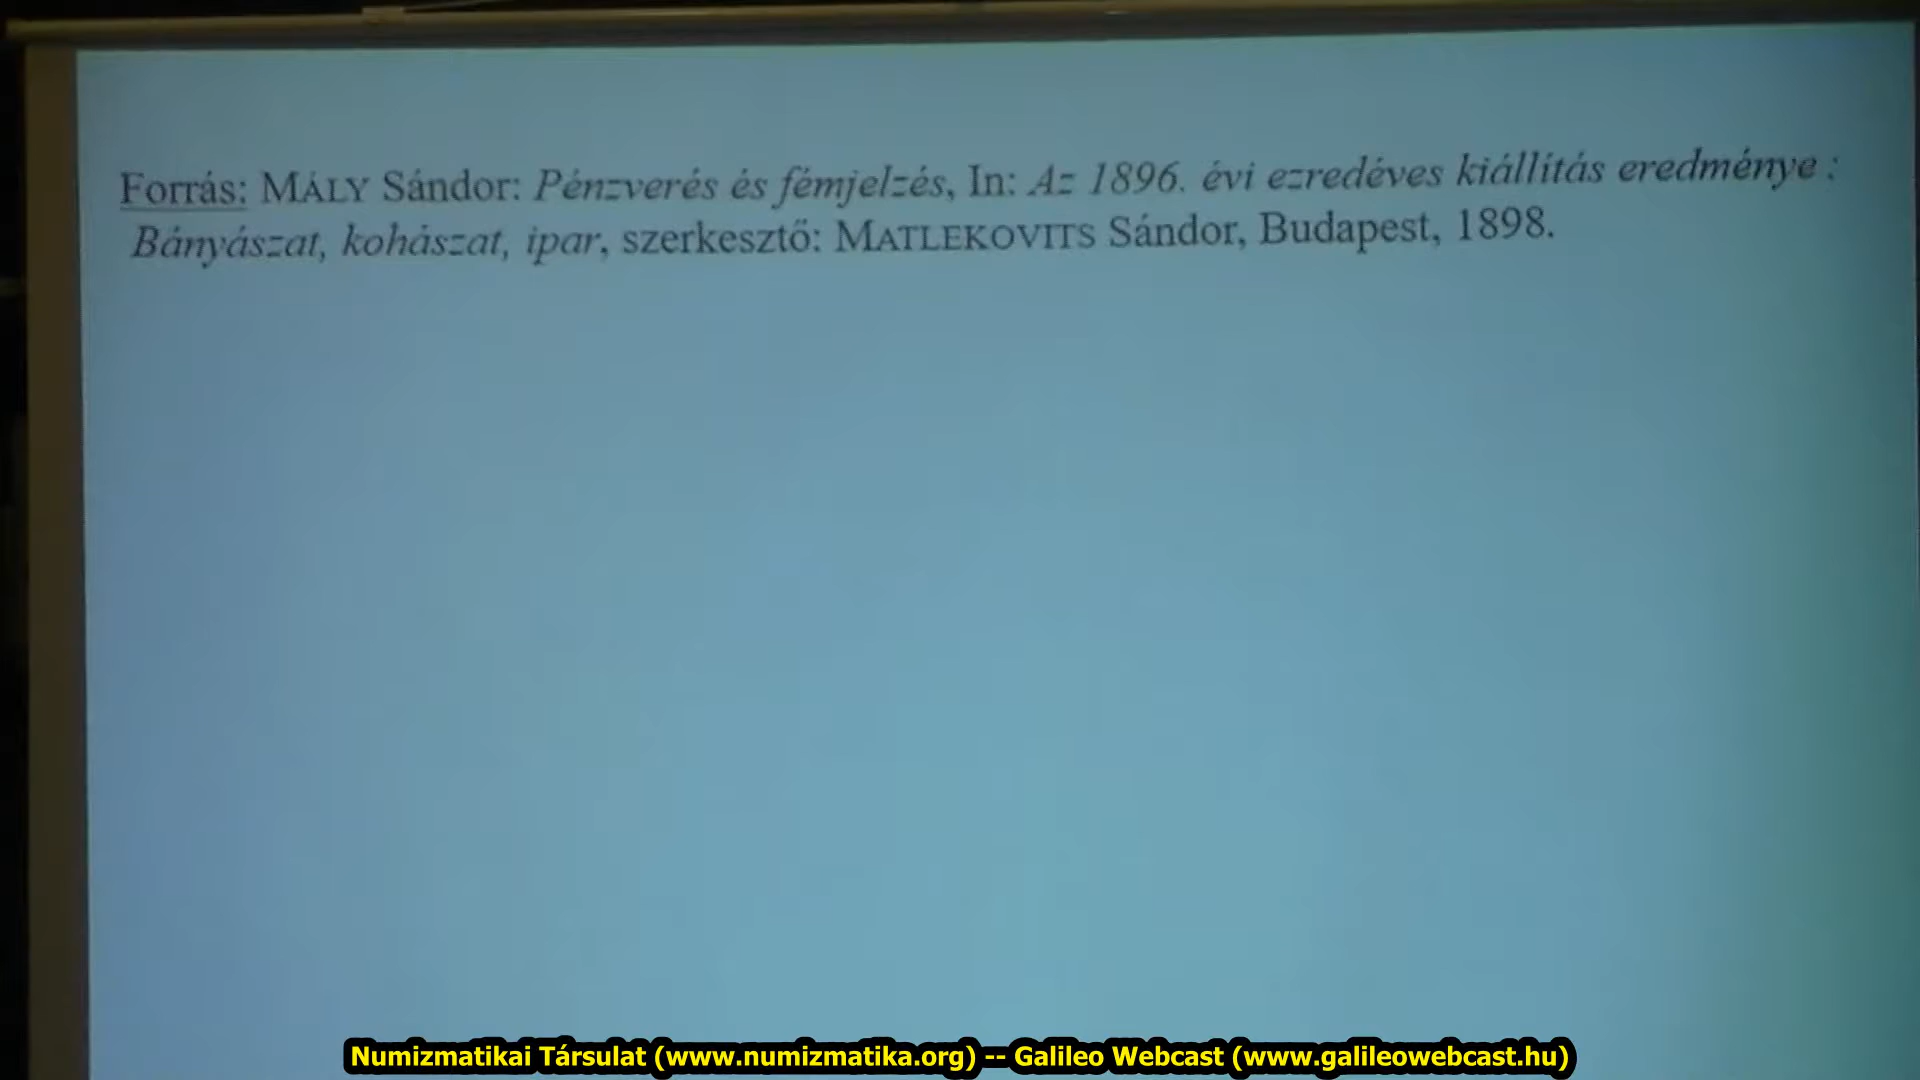 Forrás: MÁLY Sándor: Pénzverés és fémjelzés, In: Az 1896. évi ezredéves kiállítás eredménye :
Bányászat, kohászat, ipar, szerkesztő: MATLEKOVITS Sándor, Budapest, 1898.
Numizmatikai Társulat (www.numizmatika.org) -- Galileo Webcast (www.galileowebcast.hu)